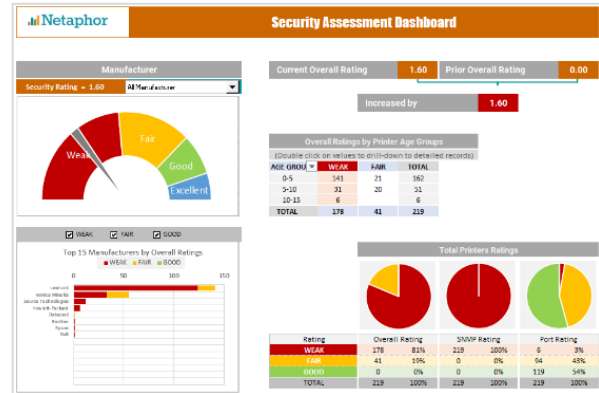 Netaphor
Security Assessment Dashboard
Manufacturer
Security Rating = 1.60 All Manufacturer
Weak
Fair
Good
Excellent
Current Overall Rating 1.60 Prior Overall Rating 0.00
Increased by 1.60
Overall Ratings by Printer Age Groups
(Double click on values to drill-down to detailed records)
AGE GROU WEAK FAIR TOTAL
0-5 141 21 162
5-10 31 20 51
10-15 6 6
TOTAL 178 41 219
WEAK FAIR GOOD
Top 15 Manufacturers by Overall Ratings
WEAK FAIR GOOD
0 50 100 150
Lexmark
Konica Minolta
Source Technologies
Hewlett-Packard
Brother
Epson
Dell
Total Printers Ratings
Rating Overall Rating SNMP Rating Port Rating
WEAK 178 81% 219 100% 6 3%
FAIR 41 19% 0 0% 94 43%
GOOD 0 0% 0 0% 119 54%
TOTAL 219 100% 219 100% 219 100%